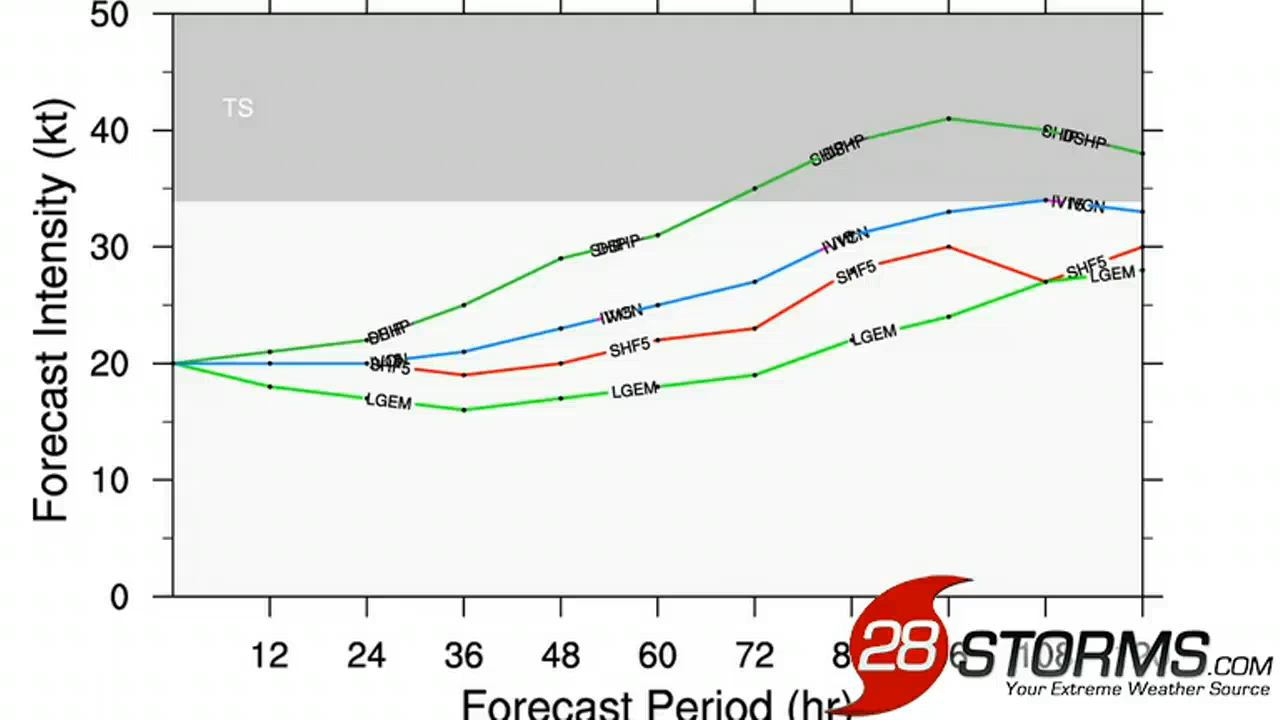 50
TS
40
30
20
10
0
Forecast Intensity (kt)
SHF5
LGEM
SHF5
LGEM
SHF5
LGEM
SHF5
LGEM
12 24 36 48 60 72
Forecast Period (hr)
28STORMS.COM
Your Extreme Weather Source